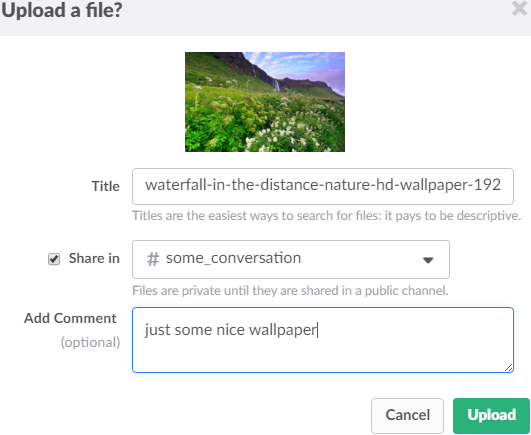 Upload a file?
Title
waterfall-in-the-distance-nature-hd-wallpaper-192
Titles are the easiest ways to search for files: it pays to be descriptive.
Share in
# some_conversation
Files are private until they are shared in a public channel.
Add Comment
(optional)
just some nice wallpaper
Cancel
Upload